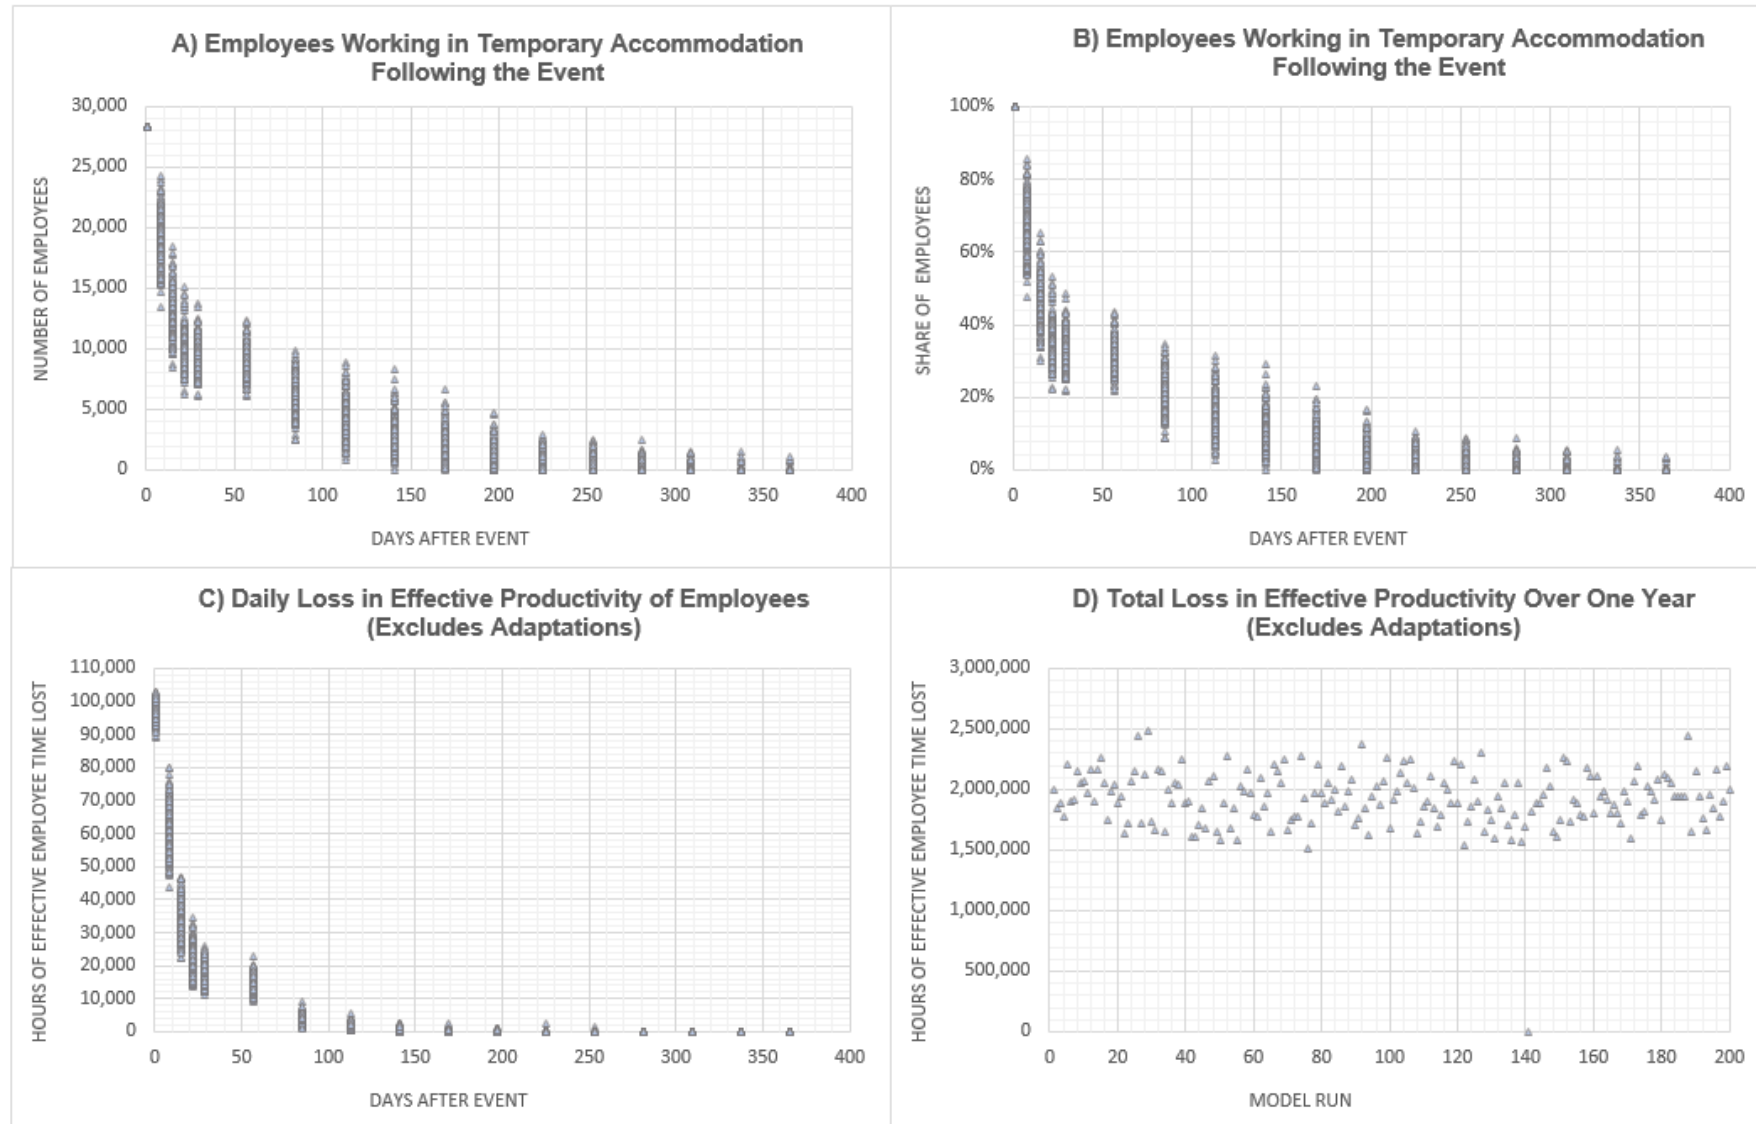 A) Employees Working in Temporary Accommodation
Following the Event
NUMBER OF EMPLOYEES
30,000
25,000
20,000
15,000
10,000
5,000
0
0 50 100 150 200 250 300 350 400
DAYS AFTER EVENT
B) Employees Working in Temporary Accommodation
Following the Event
SHARE OF EMPLOYEES
100%
80%
60%
40%
20%
0%
0 50 100 150 200 250 300 350 400
DAYS AFTER EVENT
C) Daily Loss in Effective Productivity of Employees
(Excludes Adaptations)
HOURS OF EFFECTIVE EMPLOYEE TIME LOST
110,000
100,000
90,000
80,000
70,000
60,000
50,000
40,000
30,000
20,000
10,000
0
0 50 100 150 200 250 300 350 400
DAYS AFTER EVENT
D) Total Loss in Effective Productivity Over One Year
(Excludes Adaptations)
HOURS OF EFFECTIVE EMPLOYEE TIME LOST
3,000,000
2,500,000
2,000,000
1,500,000
1,000,000
500,000
0
0 20 40 60 80 100 120 140 160 180 200
MODEL RUN